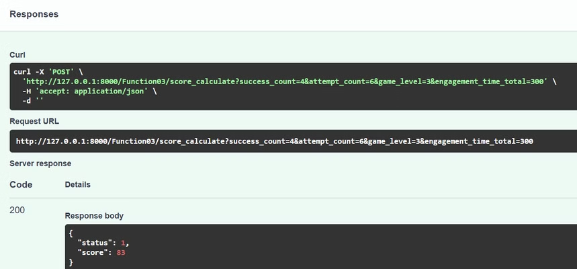 Responses
Curl
curl -X 'POST' \
'http://127.0.0.1:8000/Function03/score_calculate?success_count=4&attempt_count=6&game_level=3&engagement_time_total=300' \
-H 'accept: application/json' \
-d ''
Request URL
http://127.0.0.1:8000/Function03/score_calculate?success_count=4&attempt_count=6&game_level=3&engagement_time_total=300
Server response
Code Details
200
Response body
{
"status": 1,
"score": 83
}